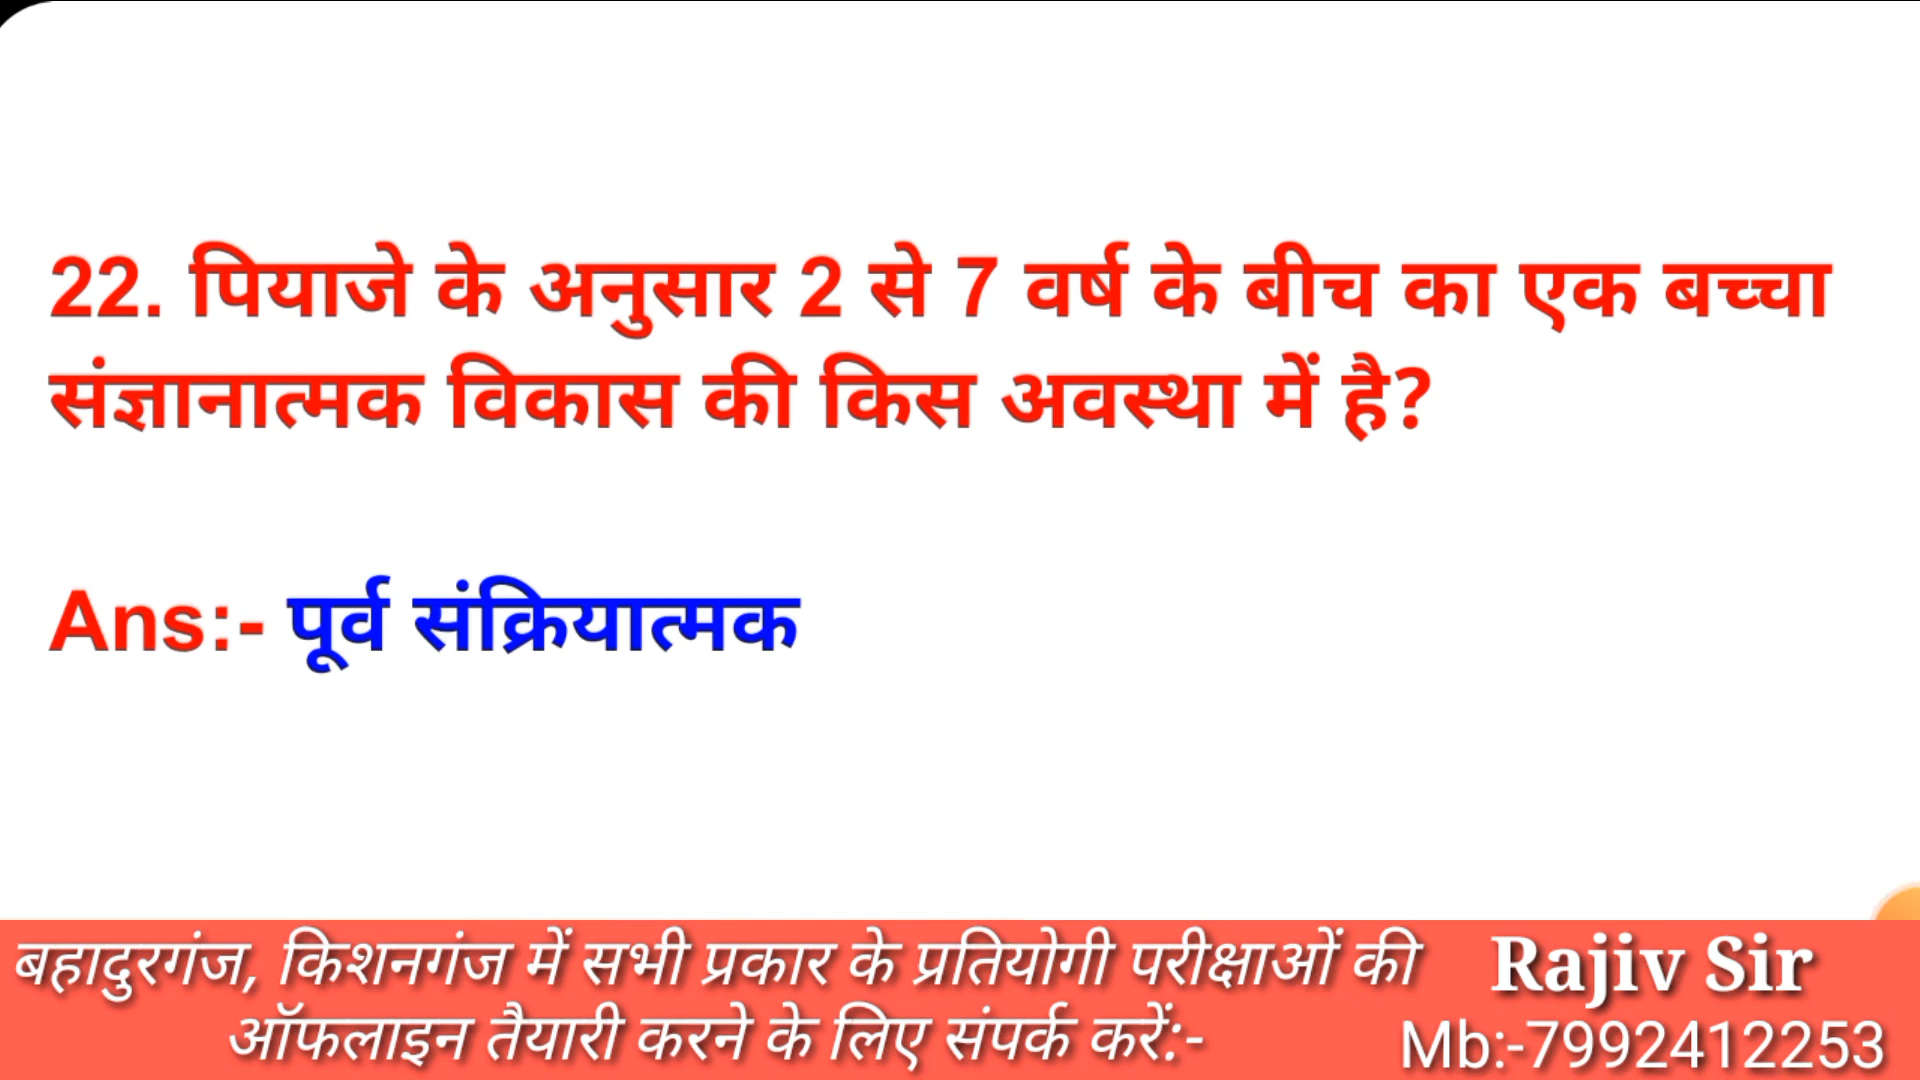 22. पियाजे के अनुसार 2 से 7 वर्ष के बीच का एक बच्चा
संज्ञानात्मक विकास की किस अवस्था में है?
Ans:- पूर्व संक्रियात्मक
बहादुरगंज, किशनगंज में सभी प्रकार के प्रतियोगी परीक्षाओं की
ऑफलाइन तैयारी करने के लिए संपर्क करें:-
Rajiv Sir
Mb:-7992412253